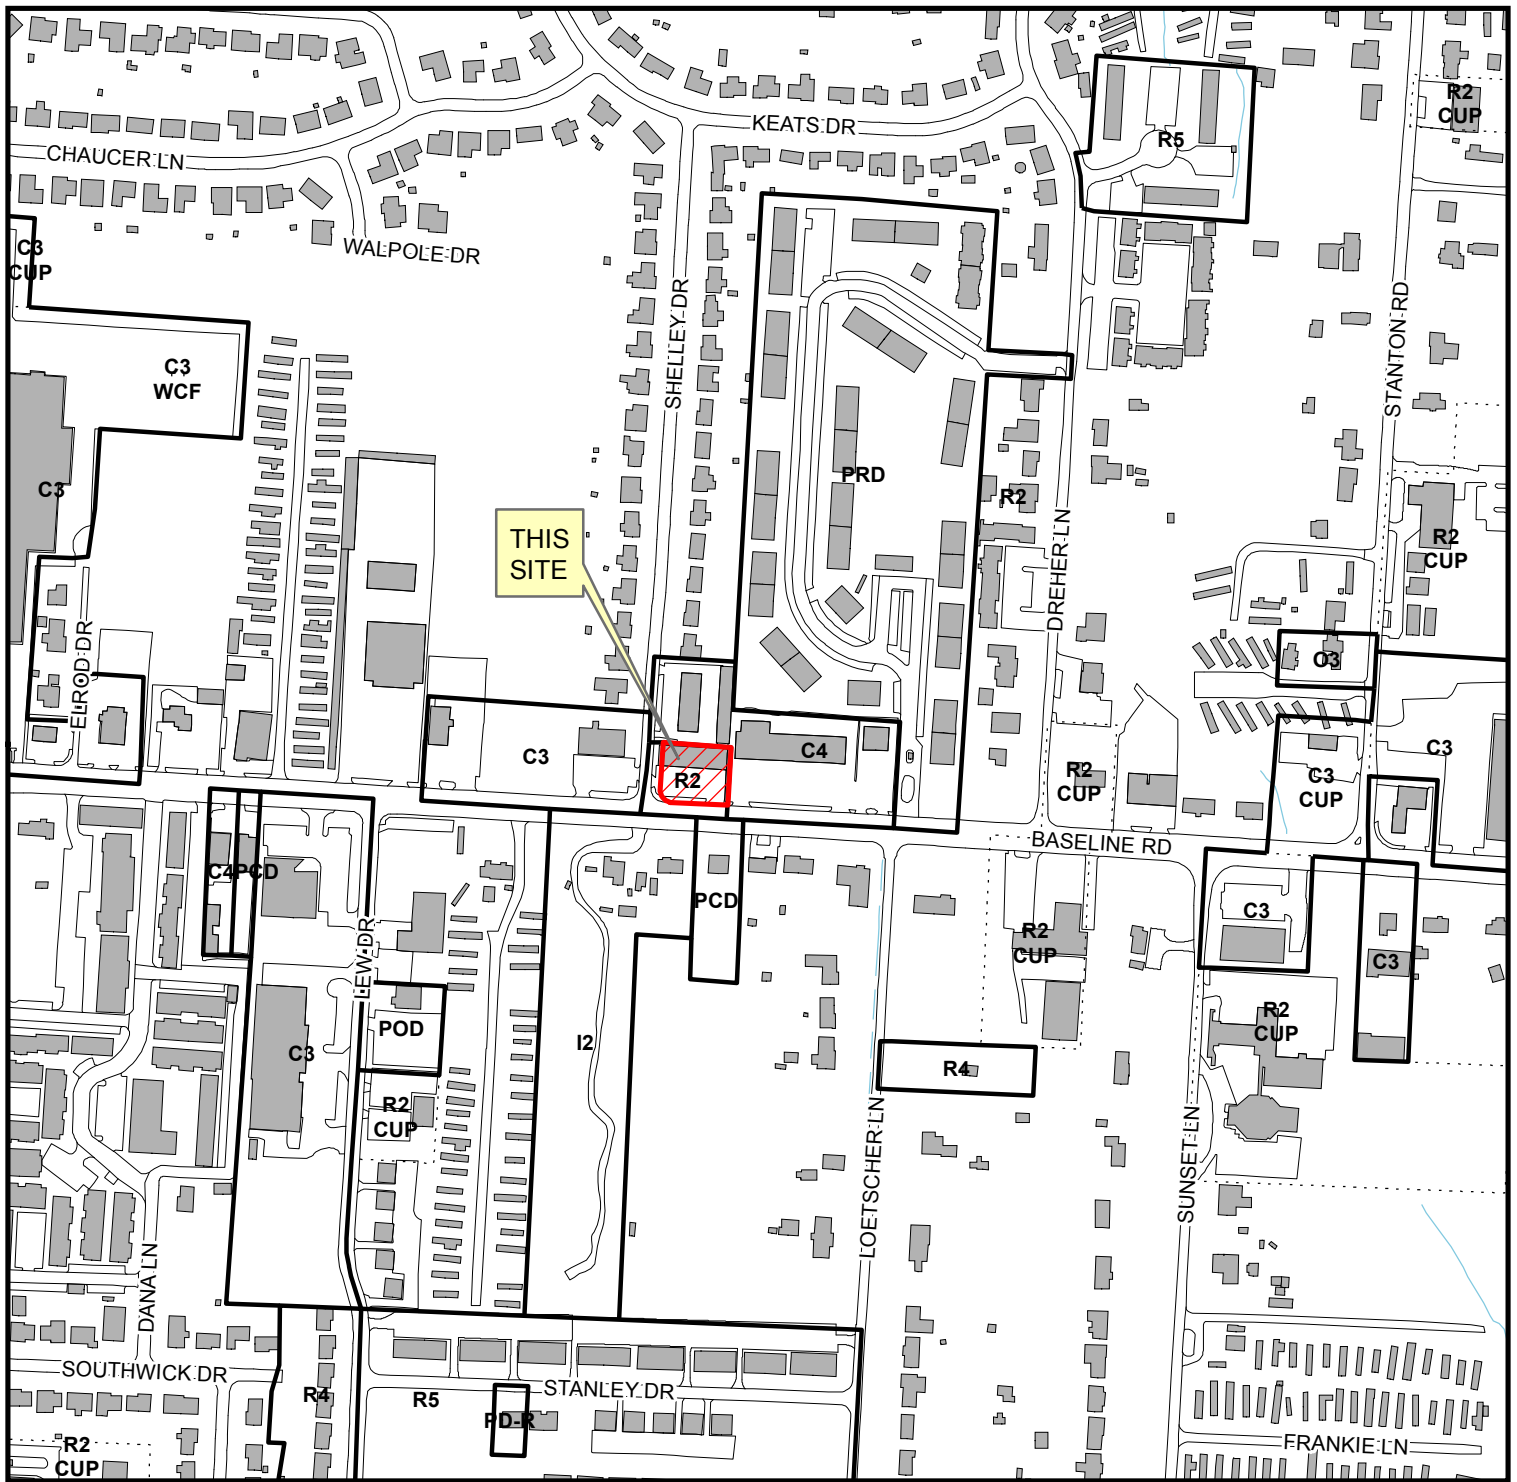 R2
CUP
KEATS DR
R5
CHAUCER LN
C3
CUP
WALPOLE DR
SHELLEY DR
STANTON RD
C3
WCF
PRD
C3
R2
THIS
SITE
DREHER LN
R2
CUP
ELROD DR
O3
C3
C4
C3
R2
R2
CUP
C3
CUP
BASELINE RD
C4
PCD
PCD
C3
R2
CUP
C3
LEW DR
POD
C3
I2
R2
CUP
R4
R2
CUP
LOETSCHER LN
SUNSET LN
DANA LN
SOUTHWICK DR
R4
R5
STANLEY DR
PD-R
R2
CUP
FRANKIE LN